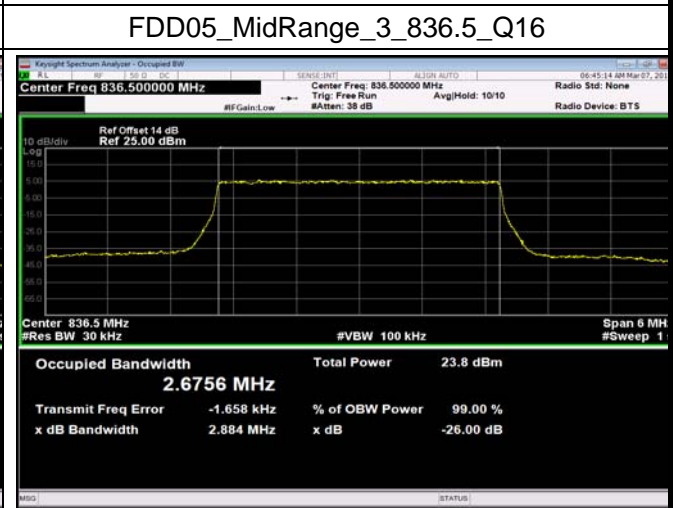 FDD05_MidRange_3_836.5_Q16
Keysight Spectrum Analyzer - Occupied BW
RL RF 50 Ω DC SENSE:INT ALIGN AUTO 06:45:14 AM Mar 07, 201
Center Freq 836.500000 MHz Center Freq: 836.500000 MHz Radio Std: None
Trig: Free Run Avg|Hold: 10/10
#IFGain:Low #Atten: 38 dB Radio Device: BTS
Ref Offset 14 dB
10 dB/div Ref 25.00 dBm
Log
15.0
5.00
-5.00
-15.0
-25.0
-35.0
-45.0
-55.0
-65.0
Center 836.5 MHz Span 6 MH
#Res BW 30 kHz #VBW 100 kHz #Sweep 1
Occupied Bandwidth Total Power 23.8 dBm
2.6756 MHz
Transmit Freq Error -1.658 kHz % of OBW Power 99.00 %
x dB Bandwidth 2.884 MHz x dB -26.00 dB
MSG STATUS